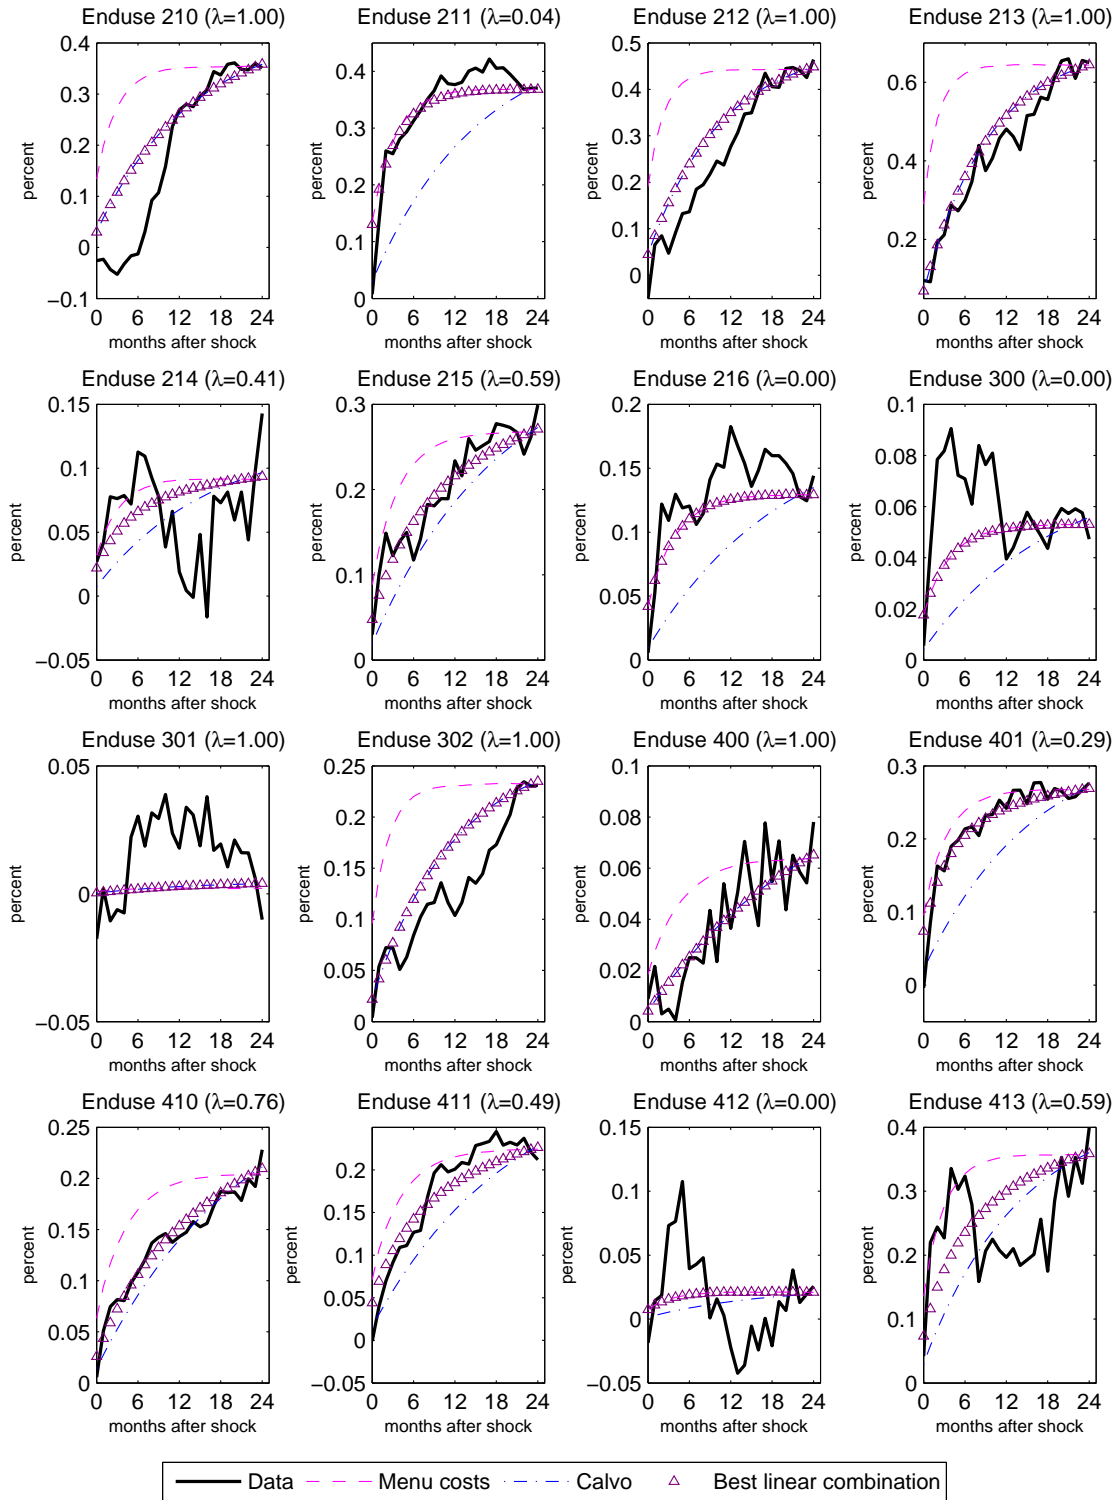 Enduse 210 (λ=1.00)
0.4
0.3
0.2
0.1
0
−0.1
percent
0 6 12 18 24
months after shock
Enduse 211 (λ=0.04)
0.4
0.3
0.2
0.1
0
percent
0 6 12 18 24
months after shock
Enduse 212 (λ=1.00)
0.5
0.4
0.3
0.2
0.1
0
percent
0 6 12 18 24
months after shock
Enduse 213 (λ=1.00)
0.6
0.4
0.2
percent
0 6 12 18 24
months after shock
Enduse 214 (λ=0.41)
0.15
0.1
0.05
0
−0.05
percent
0 6 12 18 24
months after shock
Enduse 215 (λ=0.59)
0.3
0.2
0.1
0
percent
0 6 12 18 24
months after shock
Enduse 216 (λ=0.00)
0.2
0.15
0.1
0.05
0
percent
0 6 12 18 24
months after shock
Enduse 300 (λ=0.00)
0.1
0.08
0.06
0.04
0.02
0
percent
0 6 12 18 24
months after shock
Enduse 301 (λ=1.00)
0.05
0
−0.05
percent
0 6 12 18 24
months after shock
Enduse 302 (λ=1.00)
0.25
0.2
0.15
0.1
0.05
0
percent
0 6 12 18 24
months after shock
Enduse 400 (λ=1.00)
0.1
0.08
0.06
0.04
0.02
0
percent
0 6 12 18 24
months after shock
Enduse 401 (λ=0.29)
0.3
0.2
0.1
0
percent
0 6 12 18 24
months after shock
Enduse 410 (λ=0.76)
0.25
0.2
0.15
0.1
0.05
0
percent
0 6 12 18 24
months after shock
Enduse 411 (λ=0.49)
0.2
0.15
0.1
0.05
0
−0.05
percent
0 6 12 18 24
months after shock
Enduse 412 (λ=0.00)
0.15
0.1
0.05
0
−0.05
percent
0 6 12 18 24
months after shock
Enduse 413 (λ=0.59)
0.4
0.3
0.2
0.1
0
percent
0 6 12 18 24
months after shock
Data Menu costs Calvo Best linear combination